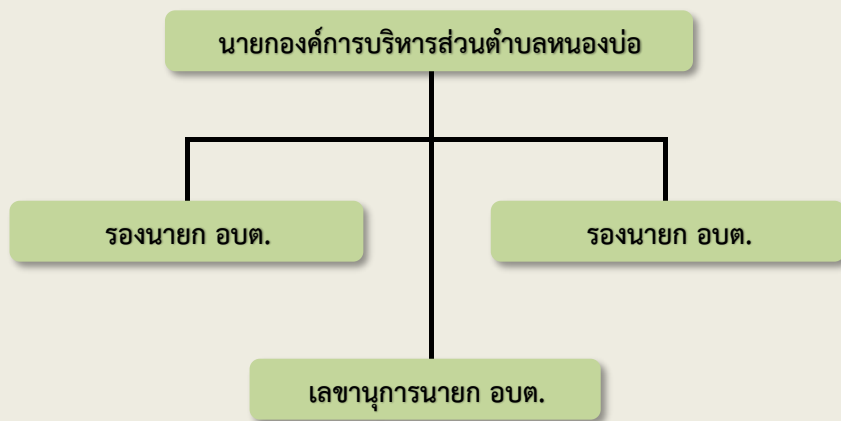 นายกองค์การบริหารส่วนตำบลหนองบ่อ
รองนายก อบต.
รองนายก อบต.
เลขานุการนายก อบต.